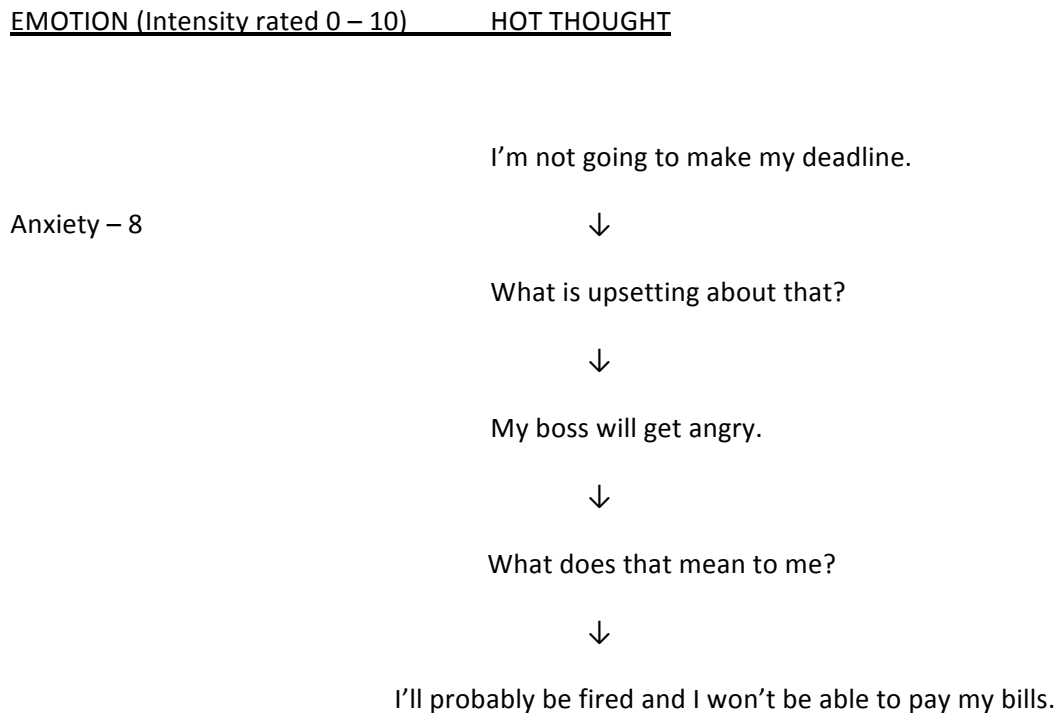 EMOTION (Intensity rated 0 – 10) HOT THOUGHT
I’m not going to make my deadline.
Anxiety – 8 ↓
What is upsetting about that?
↓
My boss will get angry.
↓
What does that mean to me?
↓
I’ll probably be fired and I won’t be able to pay my bills.